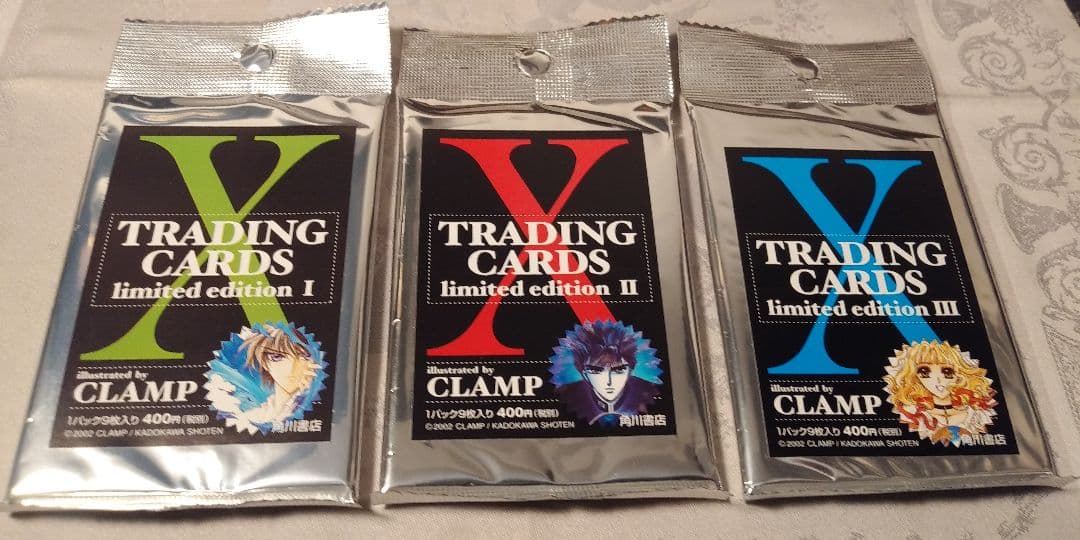 X
TRADING
CARDS
limited edition I
illustrated by
CLAMP
1パック9枚入り 400円(税別)
©2002 CLAMP / KADOKAWA SHOTEN
角川書店
X
TRADING
CARDS
limited edition II
illustrated by
CLAMP
1パック9枚入り 400円(税別)
©2002 CLAMP / KADOKAWA SHOTEN
角川書店
X
TRADING
CARDS
limited edition III
illustrated by
CLAMP
1パック9枚入り 400円(税別)
©2002 CLAMP / KADOKAWA SHOTEN
角川書店